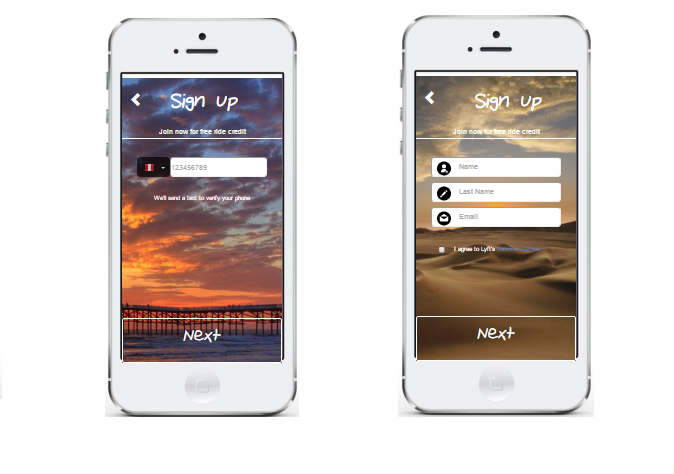 Sign Up
Join now for free ride credit
123456789
We'll send a text to verify your phone
Next
Sign Up
Join now for free ride credit
Name
Last Name
Email
I agree to Lyft's
Next